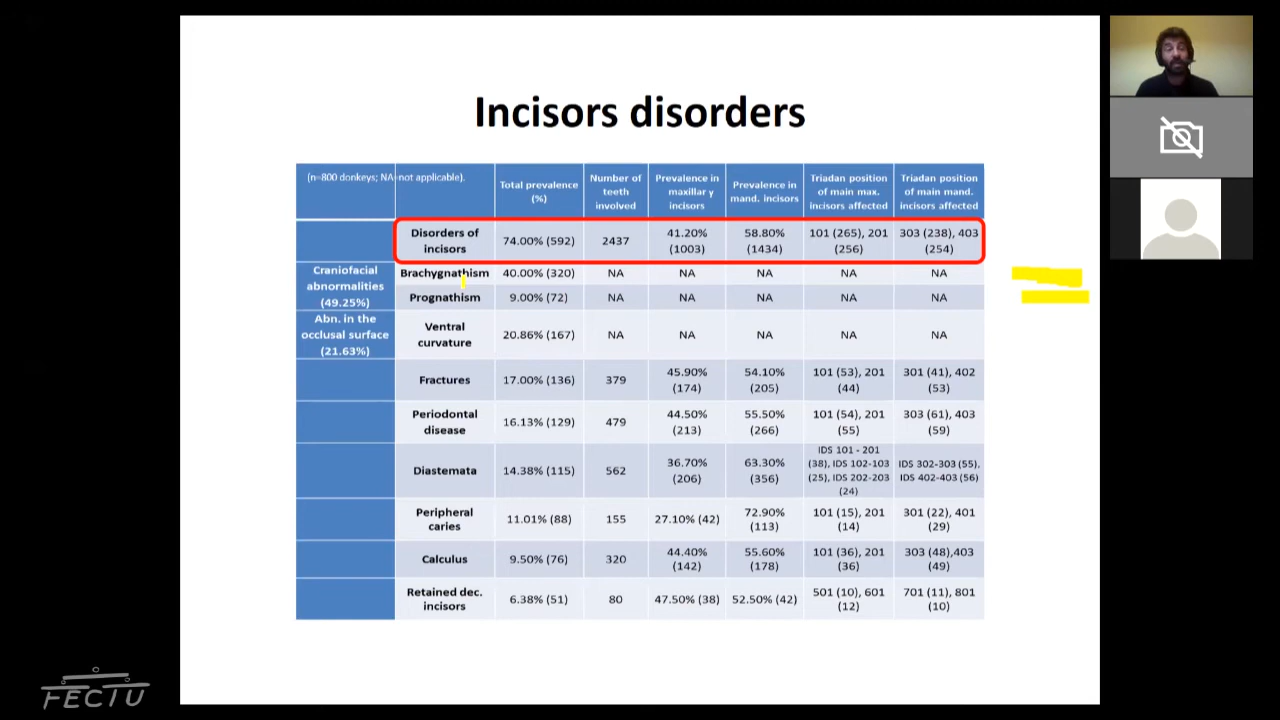 Incisors disorders
(n=800 donkeys; NA=not applicable).
Total prevalence
(%)
Number of
teeth
involved
Prevalence in
maxillar y
incisors
Prevalence in
mand. incisors
Triadan position
of main max.
incisors affected
Triadan position
of main mand.
incisors affected
Disorders of
incisors
74.00% (592)
2437
41.20%
(1003)
58.80%
(1434)
101 (265), 201
(256)
303 (238), 403
(254)
Craniofacial
abnormalities
(49.25%)
Brachygnathism
40.00% (320)
NA
NA
NA
NA
NA
Prognathism
9.00% (72)
NA
NA
NA
NA
NA
Abn. in the
occlusal surface
(21.63%)
Ventral
curvature
20.86% (167)
NA
NA
NA
NA
NA
Fractures
17.00% (136)
379
45.90%
(174)
54.10%
(205)
101 (53), 201
(44)
301 (41), 402
(53)
Periodontal
disease
16.13% (129)
479
44.50%
(213)
55.50%
(266)
101 (54), 201
(55)
303 (61), 403
(59)
Diastemata
14.38% (115)
562
36.70%
(206)
63.30%
(356)
IDS 101 - 201
(38), IDS 102-103
(25), IDS 202-203
(24)
IDS 302-303 (55),
IDS 402-403 (56)
Peripheral
caries
11.01% (88)
155
27.10% (42)
72.90%
(113)
101 (15), 201
(14)
301 (22), 401
(29)
Calculus
9.50% (76)
320
44.40%
(142)
55.60%
(178)
101 (36), 201
(36)
303 (48),403
(49)
Retained dec.
incisors
6.38% (51)
80
47.50% (38)
52.50% (42)
501 (10), 601
(12)
701 (11), 801
(10)
FECTU